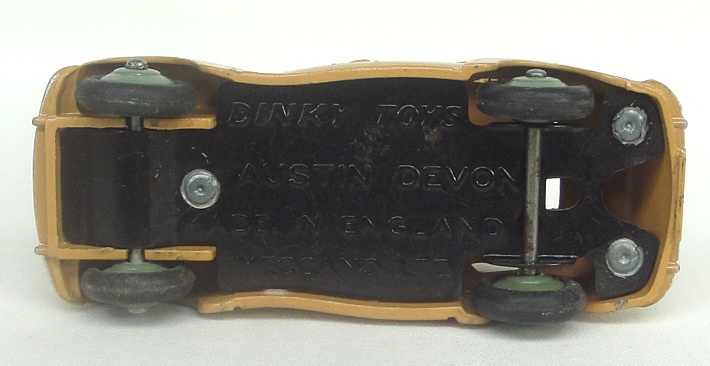 DINKY TOYS
AUSTIN DEVON
MADE IN ENGLAND
MECCANO LTD